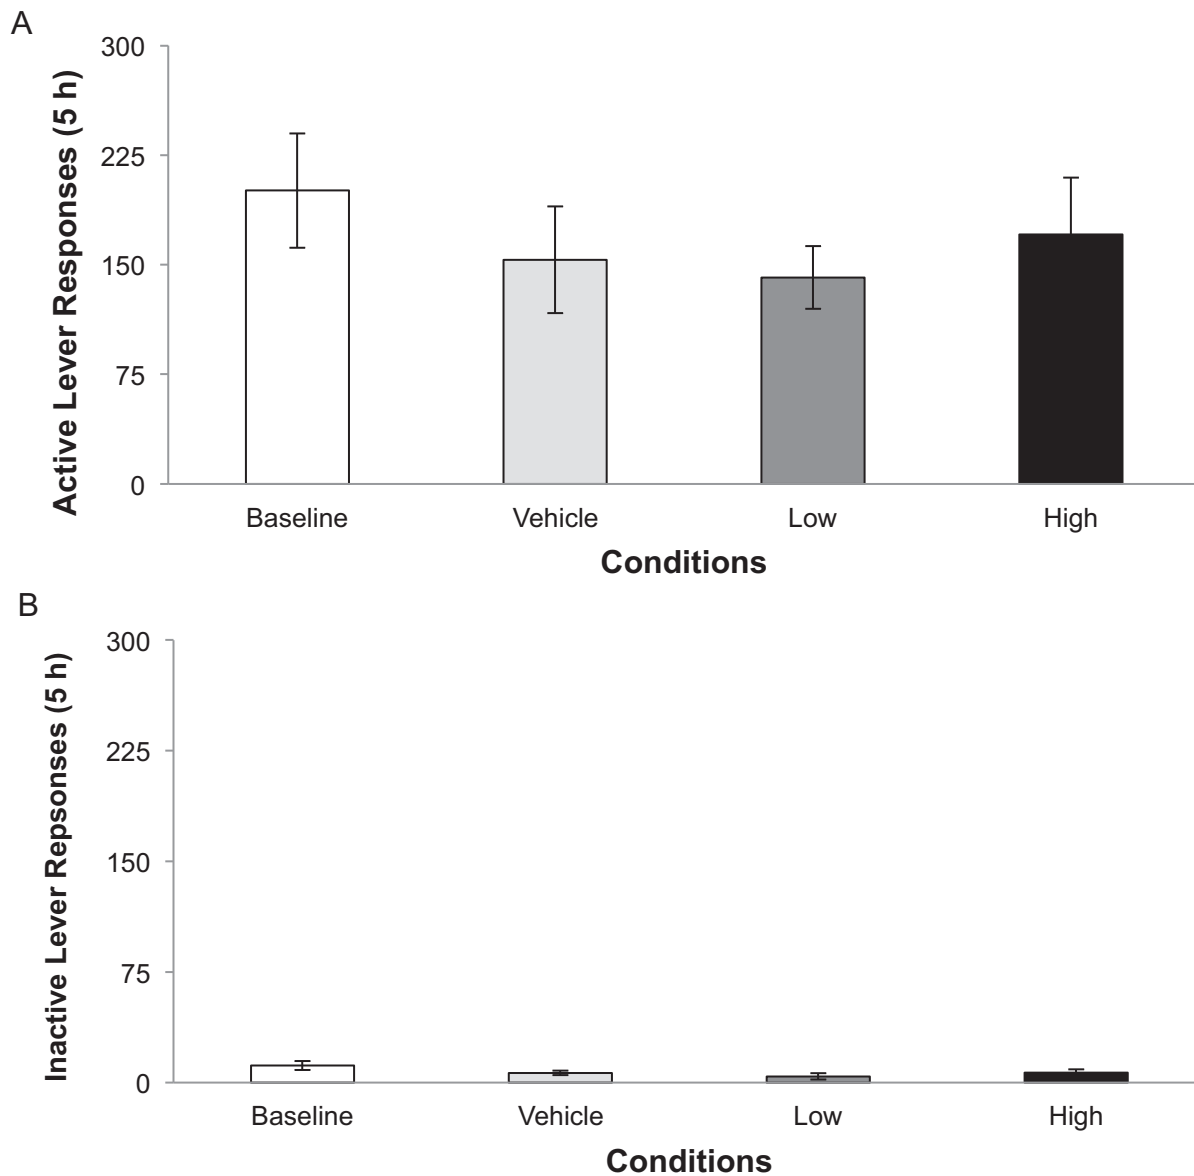 A
300
225
150
75
0
Active Lever Responses (5 h)
Baseline Vehicle Low High
Conditions
B
300
225
150
75
0
Inactive Lever Repsonses (5 h)
Baseline Vehicle Low High
Conditions